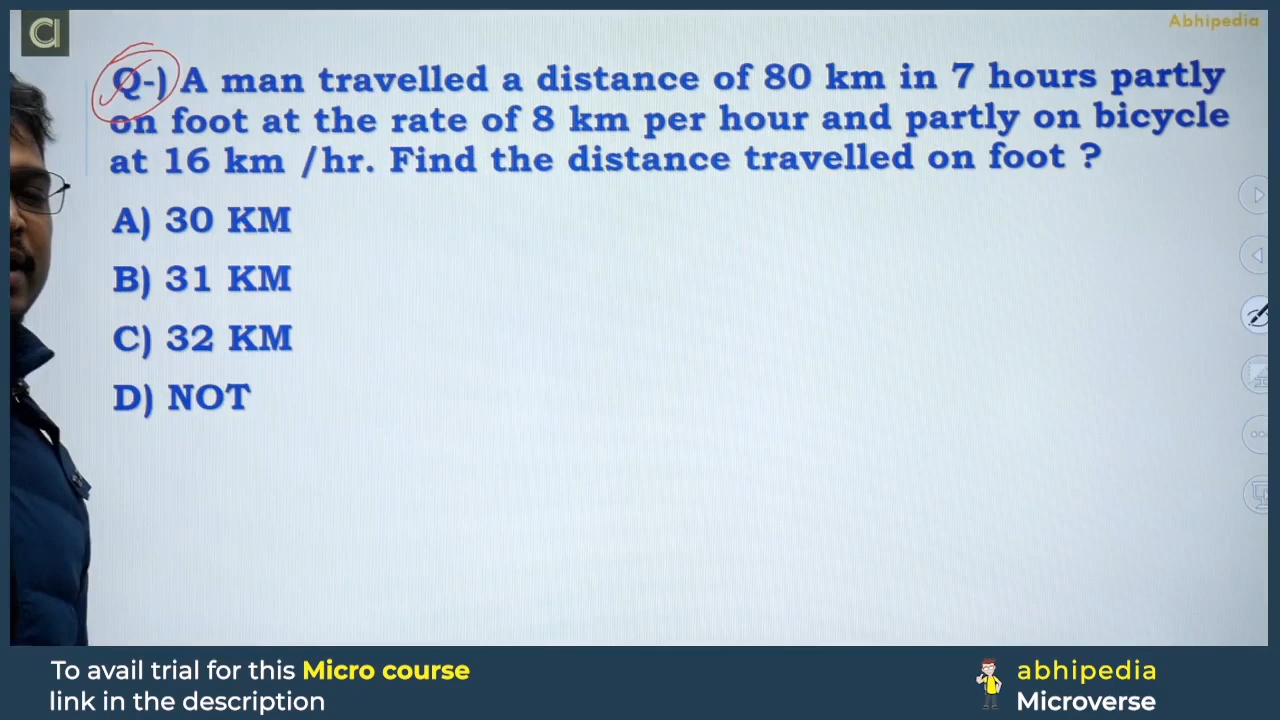 Abhipedia
Q-) A man travelled a distance of 80 km in 7 hours partly
on foot at the rate of 8 km per hour and partly on bicycle
at 16 km /hr. Find the distance travelled on foot ?
A) 30 KM
B) 31 KM
C) 32 KM
D) NOT
To avail trial for this Micro course
link in the description
abhipedia
Microverse